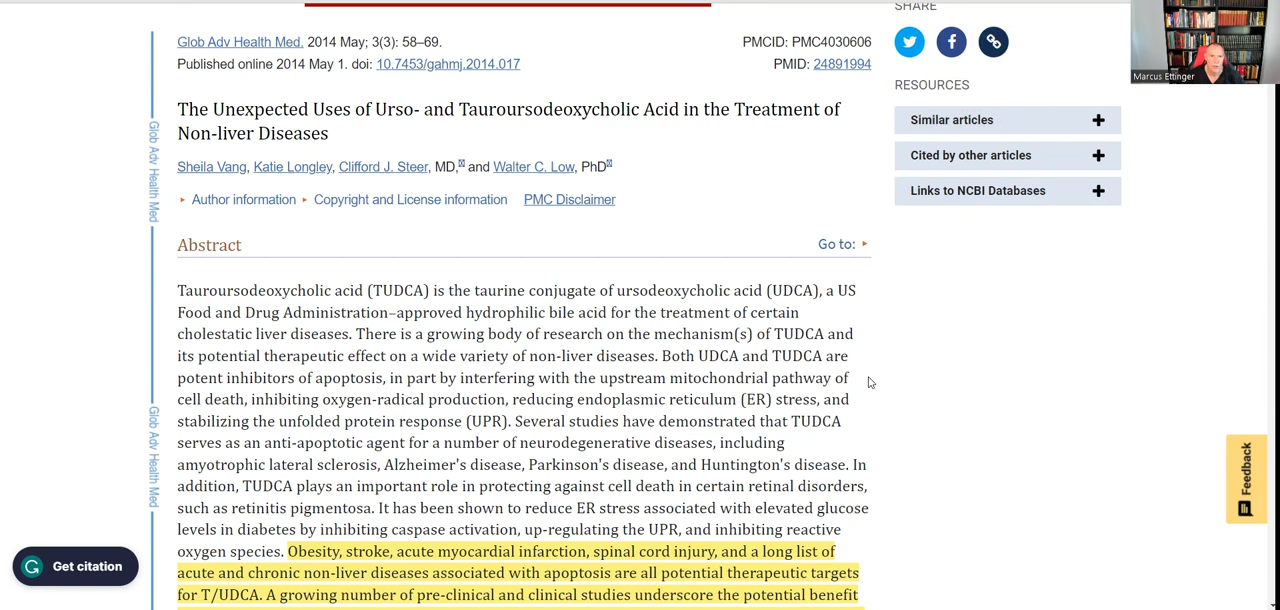 SHARE
Marcus Ettinger
Glob Adv Health Med. 2014 May; 3(3): 58–69.
PMCID: PMC4030606
Published online 2014 May 1. doi: 10.7453/gahmj.2014.017
PMID: 24891994
RESOURCES
The Unexpected Uses of Urso- and Tauroursodeoxycholic Acid in the Treatment of
Non-liver Diseases
Similar articles
Cited by other articles
Links to NCBI Databases
Sheila Vang, Katie Longley, Clifford J. Steer, MD, and Walter C. Low, PhD
Author information Copyright and License information PMC Disclaimer
Glob Adv Health Med
Abstract
Go to:
Tauroursodeoxycholic acid (TUDCA) is the taurine conjugate of ursodeoxycholic acid (UDCA), a US
Food and Drug Administration–approved hydrophilic bile acid for the treatment of certain
cholestatic liver diseases. There is a growing body of research on the mechanism(s) of TUDCA and
its potential therapeutic effect on a wide variety of non-liver diseases. Both UDCA and TUDCA are
potent inhibitors of apoptosis, in part by interfering with the upstream mitochondrial pathway of
cell death, inhibiting oxygen-radical production, reducing endoplasmic reticulum (ER) stress, and
stabilizing the unfolded protein response (UPR). Several studies have demonstrated that TUDCA
serves as an anti-apoptotic agent for a number of neurodegenerative diseases, including
amyotrophic lateral sclerosis, Alzheimer's disease, Parkinson's disease, and Huntington's disease. In
addition, TUDCA plays an important role in protecting against cell death in certain retinal disorders,
such as retinitis pigmentosa. It has been shown to reduce ER stress associated with elevated glucose
levels in diabetes by inhibiting caspase activation, up-regulating the UPR, and inhibiting reactive
oxygen species. Obesity, stroke, acute myocardial infarction, spinal cord injury, and a long list of
acute and chronic non-liver diseases associated with apoptosis are all potential therapeutic targets
for T/UDCA. A growing number of pre-clinical and clinical studies underscore the potential benefit
Glob Adv Health Med
Get citation
Feedback